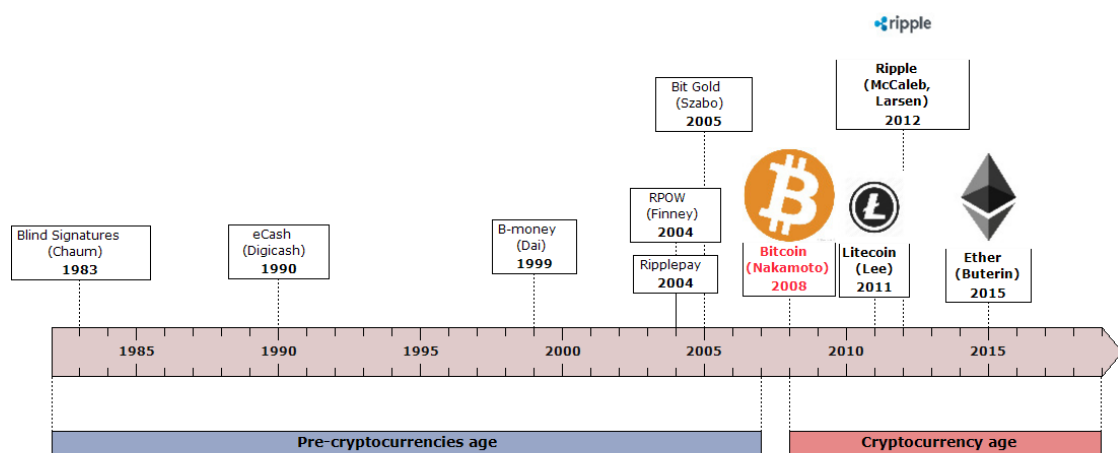 ripple
Ripple
(McCaleb,
Larsen)
2012
Bit Gold
(Szabo)
2005
RPOW
(Finney)
2004
Ripplepay
2004
B-money
(Dai)
1999
eCash
(Digicash)
1990
Blind Signatures
(Chaum)
1983
Bitcoin
(Nakamoto)
2008
Litecoin
(Lee)
2011
Ether
(Buterin)
2015
1985
1990
1995
2000
2005
2010
2015
Pre-cryptocurrencies age
Cryptocurrency age